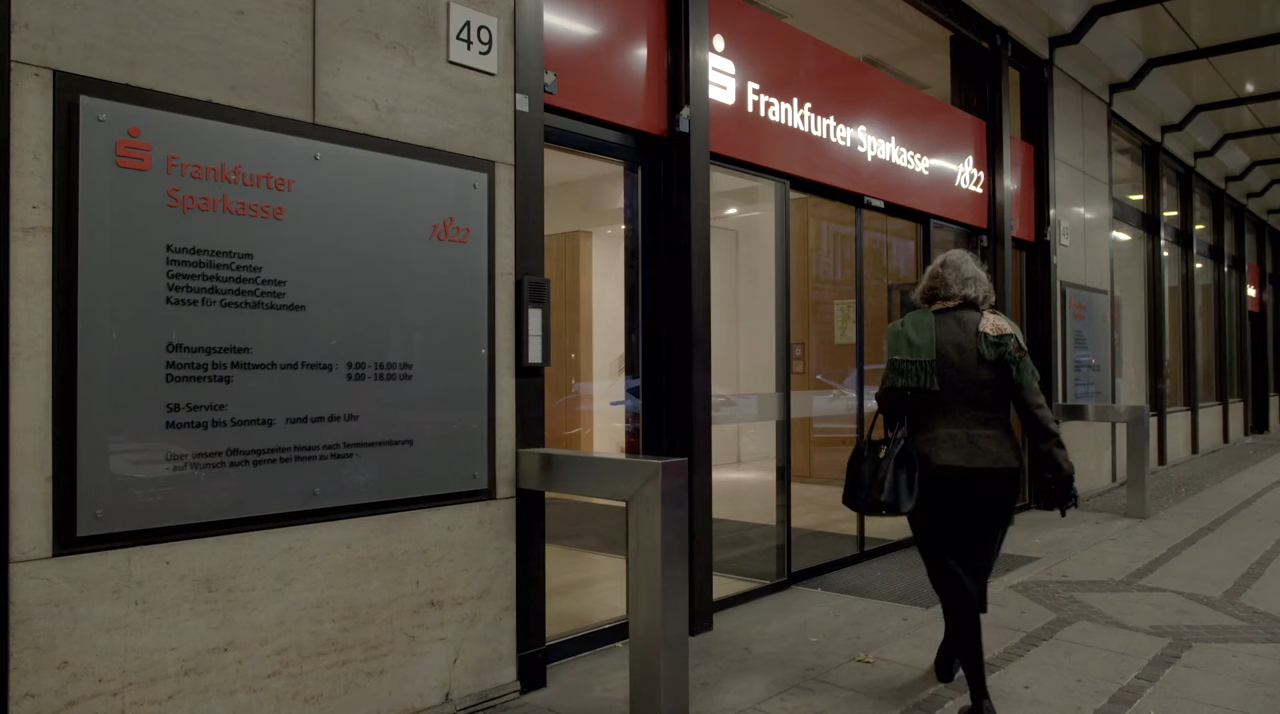 49
Frankfurter Sparkasse 1822
Frankfurter
Sparkasse
1822
Kundenzentrum
ImmobilienCenter
GewerbekundenCenter
VerbundkundenCenter
Kasse für Geschäftskunden
Öffnungszeiten:
Montag bis Mittwoch und Freitag : 9.00 - 16.00 Uhr
Donnerstag: 9.00 - 18.00 Uhr
SB-Service:
Montag bis Sonntag: rund um die Uhr
Über unsere Öffnungszeiten hinaus nach Terminvereinbarung
- auf Wunsch auch gerne bei Ihnen zu Hause -
49